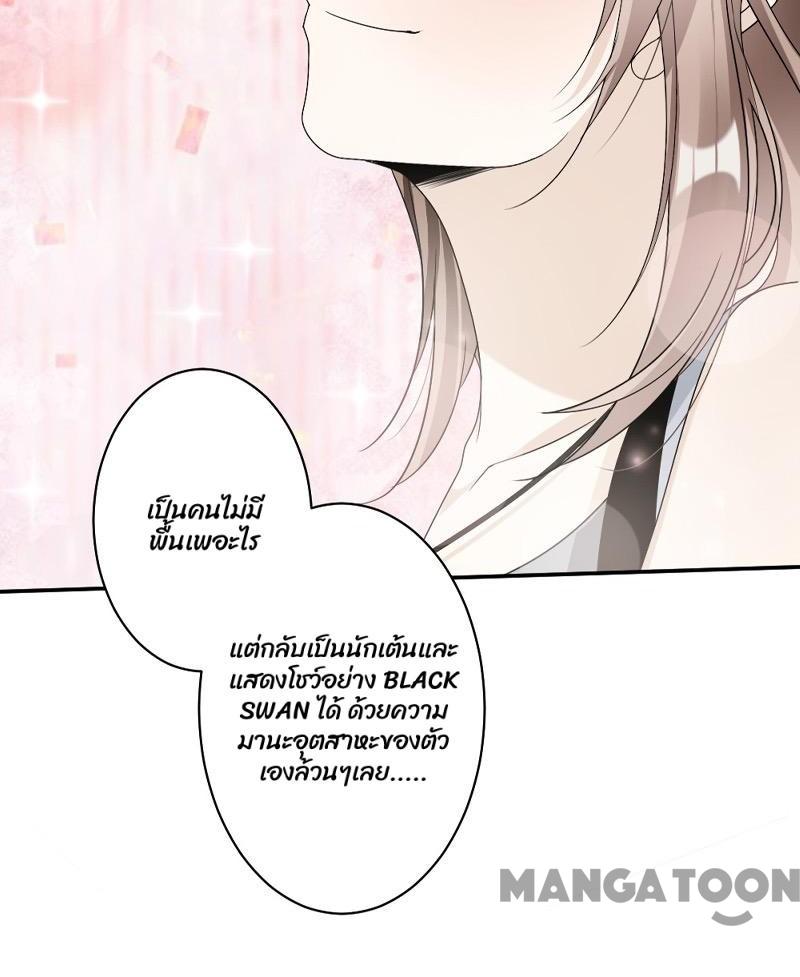 เป็นคนไม่มี
พื้นเพอะไร
แต่กลับเป็นนักเต้นและ
แสดงโชว์อย่าง BLACK
SWAN ได้ ด้วยความ
มานะอุตสาหะของตัว
เองล้วนๆเลย.....
MANGATOON